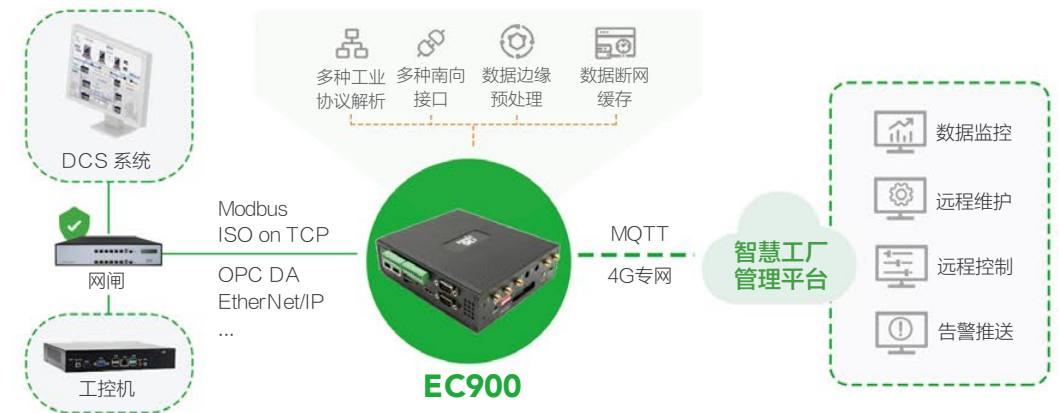 多种工业
协议解析
多种南向
接口
数据边缘
预处理
数据断网
缓存
DCS 系统
网闸
工控机
Modbus
ISO on TCP
OPC DA
EtherNet/IP
...
EC900
MQTT
4G专网
智慧工厂
管理平台
数据监控
远程维护
远程控制
告警推送